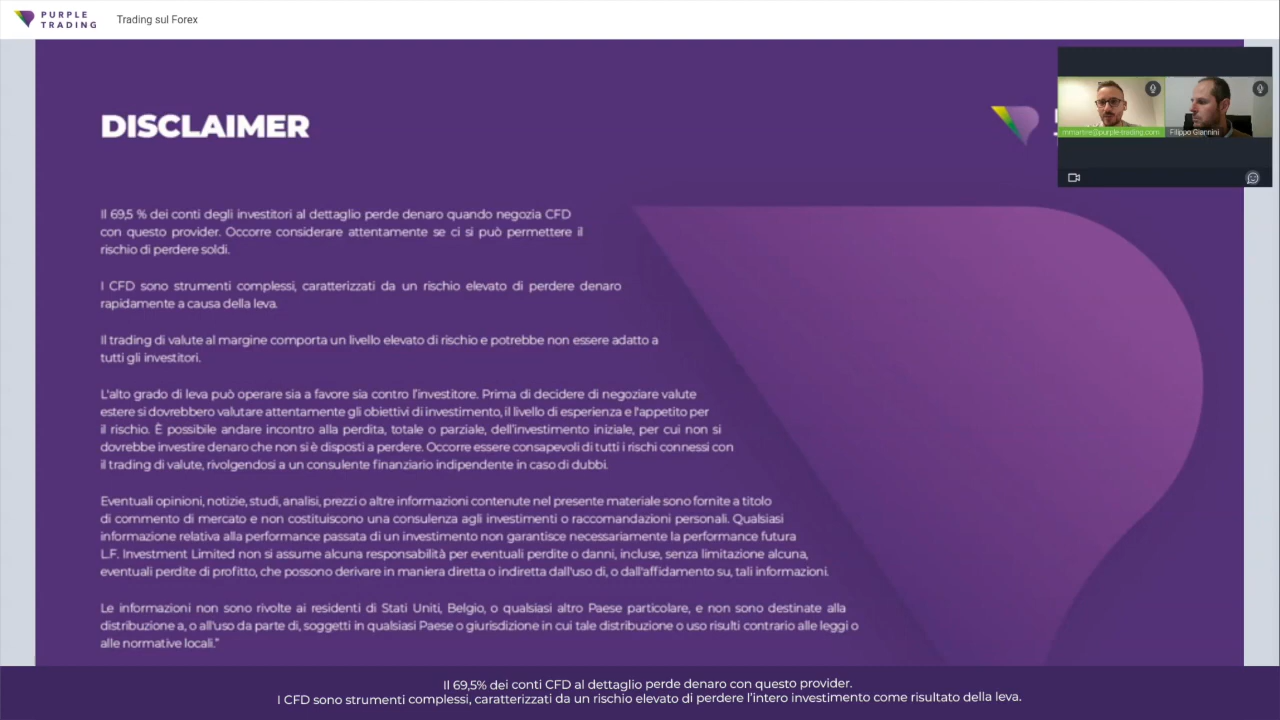 PURPLE
TRADING
Trading sul Forex
DISCLAIMER
mmartire@purple-trading.com
Filippo Giannini
Il 69,5 % dei conti degli investitori al dettaglio perde denaro quando negozia CFD
con questo provider. Occorre considerare attentamente se ci si può permettere il
rischio di perdere soldi.
I CFD sono strumenti complessi, caratterizzati da un rischio elevato di perdere denaro
rapidamente a causa della leva.
Il trading di valute al margine comporta un livello elevato di rischio e potrebbe non essere adatto a
tutti gli investitori.
L'alto grado di leva può operare sia a favore sia contro l'investitore. Prima di decidere di negoziare valute
estere si dovrebbero valutare attentamente gli obiettivi di investimento, il livello di esperienza e l'appetito per
il rischio. È possibile andare incontro alla perdita, totale o parziale, dell'investimento iniziale, per cui non si
dovrebbe investire denaro che non si è disposti a perdere. Occorre essere consapevoli di tutti i rischi connessi con
il trading di valute, rivolgendosi a un consulente finanziario indipendente in caso di dubbi.
Eventuali opinioni, notizie, studi, analisi, prezzi o altre informazioni contenute nel presente materiale sono fornite a titolo
di commento di mercato e non costituiscono una consulenza agli investimenti o raccomandazioni personali. Qualsiasi
informazione relativa alla performance passata di un investimento non garantisce necessariamente la performance futura
L.F. Investment Limited non si assume alcuna responsabilità per eventuali perdite o danni, incluse, senza limitazione alcuna,
eventuali perdite di profitto, che possono derivare in maniera diretta o indiretta dall'uso di, o dall'affidamento su, tali informazioni.
Le informazioni non sono rivolte ai residenti di Stati Uniti, Belgio, o qualsiasi altro Paese particolare, e non sono destinate alla
distribuzione a, o all'uso da parte di, soggetti in qualsiasi Paese o giurisdizione in cui tale distribuzione o uso risulti contrario alle leggi o
alle normative locali."
Il 69,5% dei conti CFD al dettaglio perde denaro con questo provider.
I CFD sono strumenti complessi, caratterizzati da un rischio elevato di perdere l'intero investimento come risultato della leva.